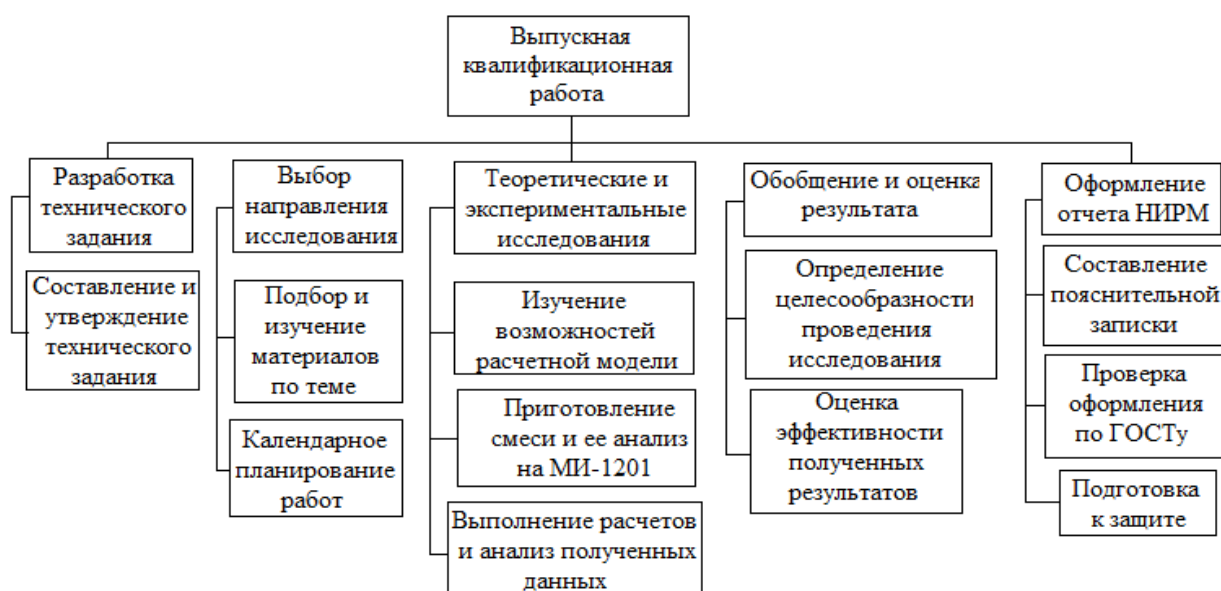 Выпускная
квалификационная
работа
Разработка
технического
задания
Составление и
утверждение
технического
задания
Выбор
направления
исследования
Подбор и
изучение
материалов
по теме
Календарное
планирование
работ
Теоретические и
экспериментальные
исследования
Изучение
возможностей
расчетной модели
Приготовление
смеси и ее анализ
на МИ-1201
Выполнение расчетов
и анализ полученных
данных
Обобщение и оценка
результата
Определение
целесообразности
проведения
исследования
Оценка
эффективности
полученных
результатов
Оформление
отчета НИРМ
Составление
пояснительной
записки
Проверка
оформления
по ГОСТу
Подготовка
к защите